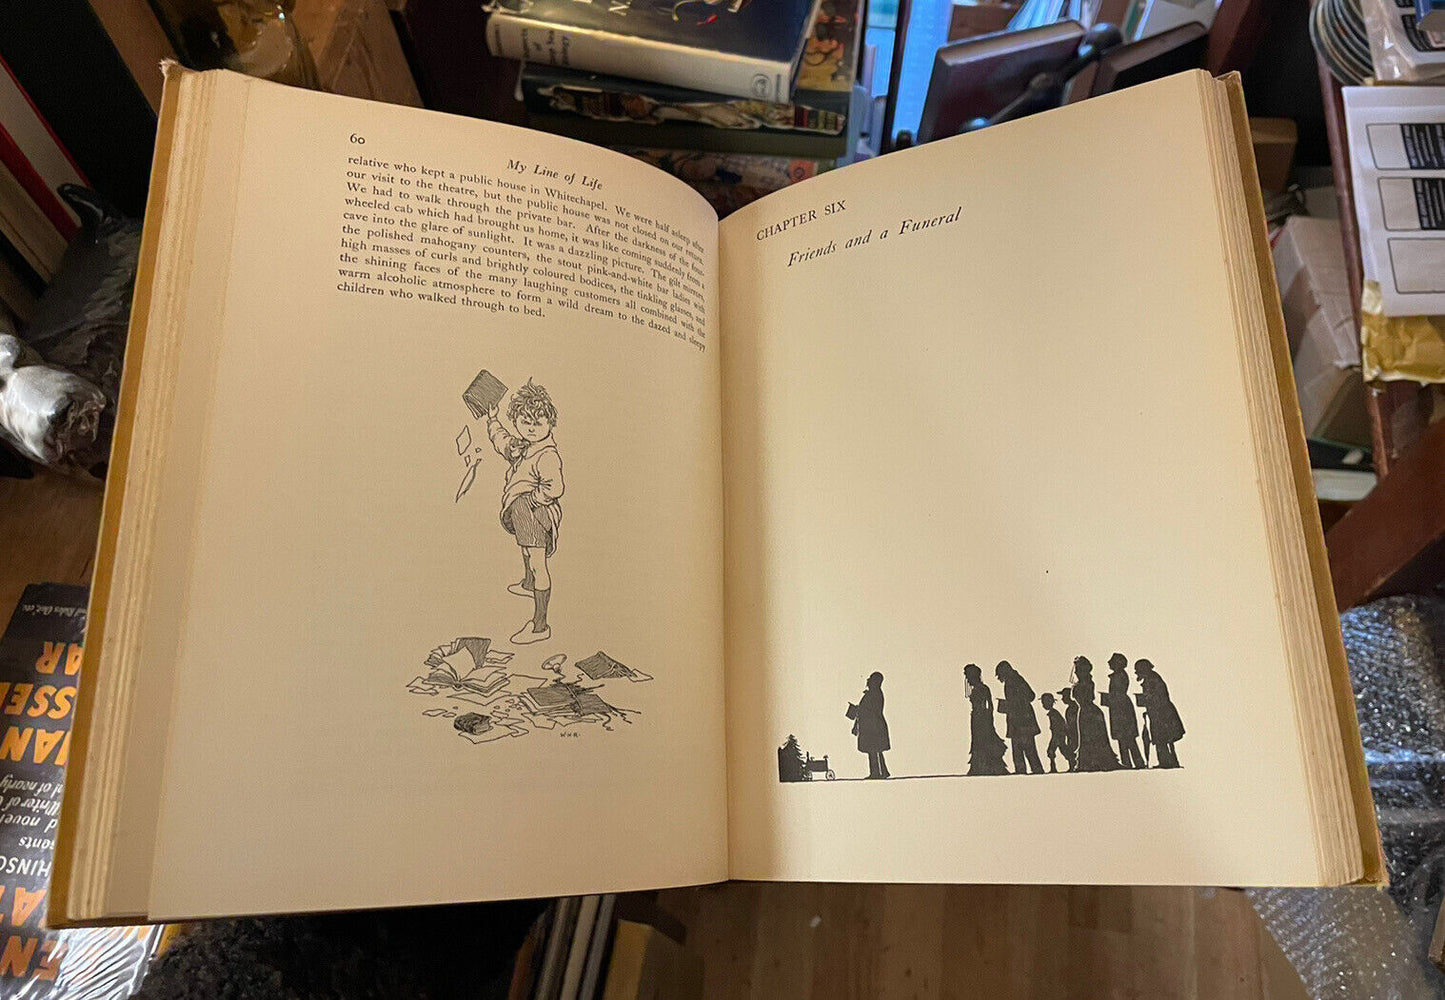 60
My Line of Life
relative who kept a public house in Whitechapel. We were half asleep after
our visit to the theatre, but the public house was not closed on our return.
We had to walk through the private bar. After the darkness of the four-
wheeled cab which had brought us home, it was like coming suddenly from a
cave into the glare of sunlight. It was a dazzling picture. The gilt mirrors,
the polished mahogany counters, the stout pink-and-white bar ladies with
high masses of curls and brightly coloured bodices, the tinkling glasses, and
the shining faces of the many laughing customers all combined with the
warm alcoholic atmosphere to form a wild dream to the dazed and sleepy
children who walked through to bed.
W·H·R·
CHAPTER SIX
Friends and a Funeral